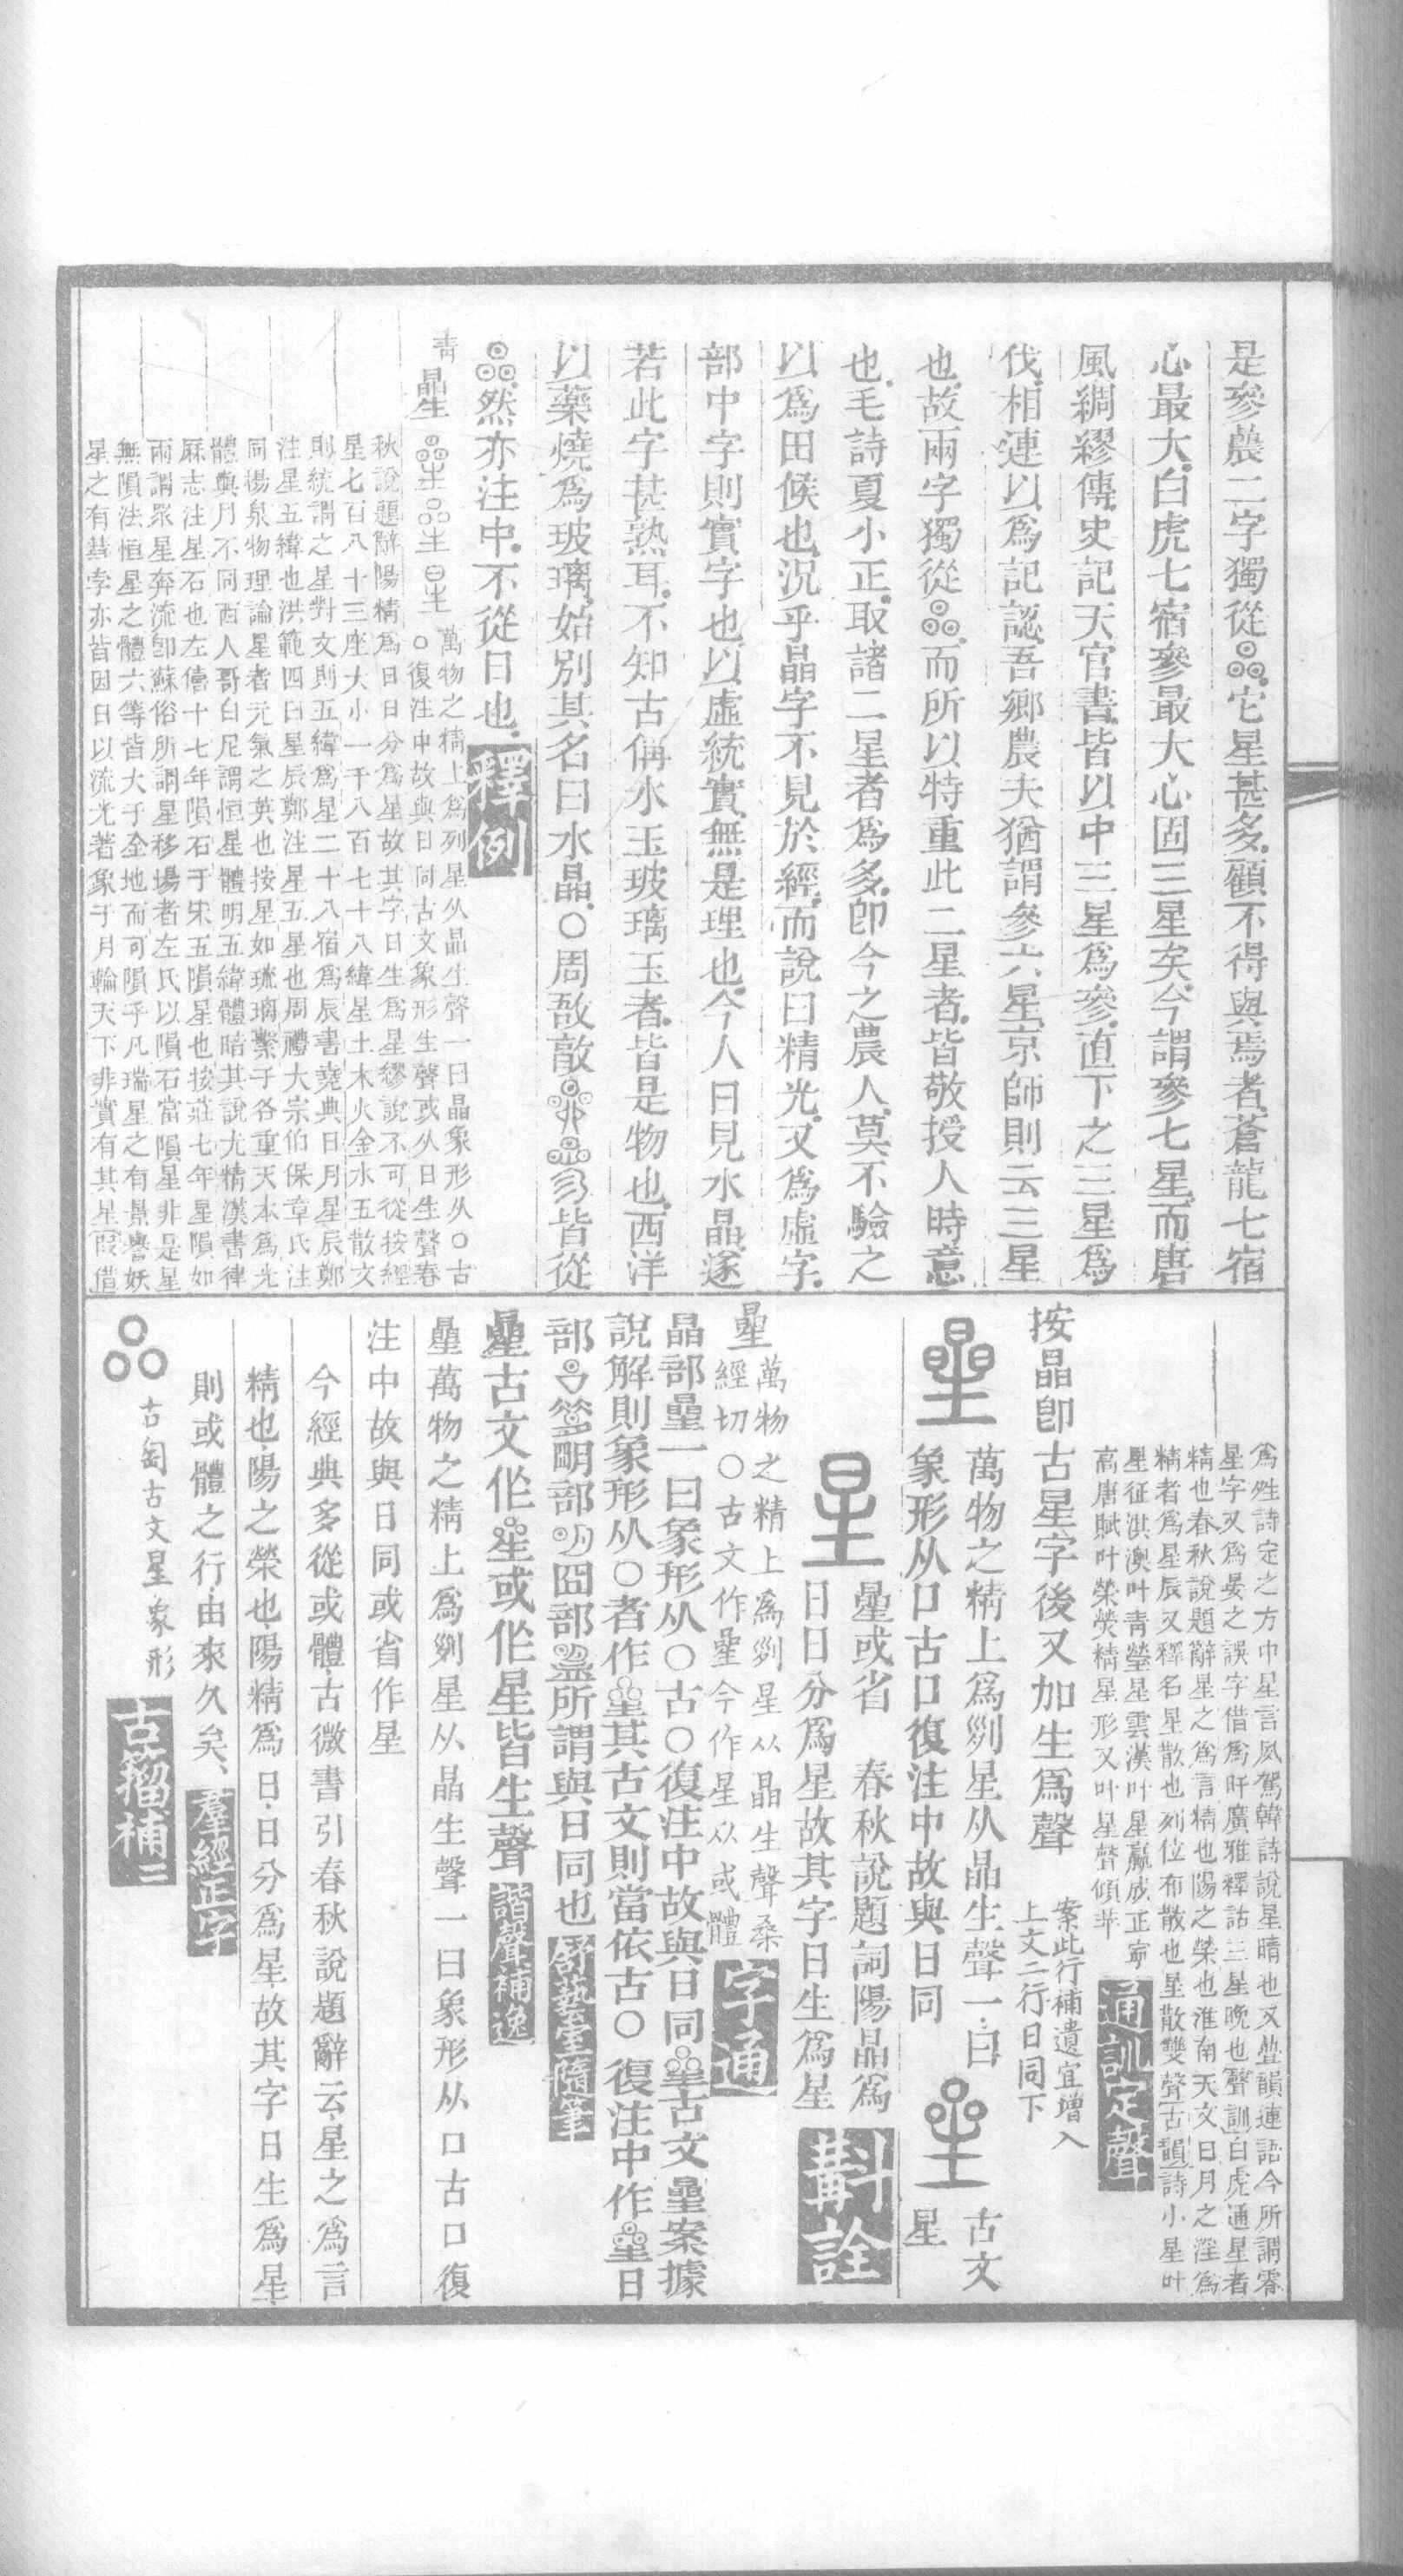 是參農二字獨從晶它星甚多顧不得與焉者蒼龍七宿
心最大白虎七宿參最大心固三星矣今謂參七星而唐
風綢繆傳史記天官書皆以中三星爲參直下之三星爲
伐相連以爲記認吾鄉農夫猶謂參六星京師則云三星
也故兩字獨從晶而所以特重此二星者皆敬授人時意
也毛詩夏小正取諸二星者爲多卽今之農人莫不驗之
以爲田候也況乎晶字不見於經而說曰精光又爲虛字
部中字則實字也以虛統實無是理也今人日見水晶遂
若此字甚熟耳不知古偁水玉玻璃玉者皆是物也西洋
以藥燒爲玻璃始別其名曰水晶○周敔敵皆從
然亦注中不從日也釋例
青
曐
萬物之精上爲列星从晶生聲一曰晶象形从○古
○復注中故與日同古文象形生聲或从日生聲春
秋說題辭陽精爲日日分爲星故其字日生爲星繆說不可從按經
星七百八十三座大小一千八百七十八緯星土木火金水五散文
則統謂之星對文則五緯爲星二十八宿爲辰書堯典日月星辰鄭
注星五緯也洪範四曰星辰鄭注星五星也周禮大宗伯保章氏注
同楊泉物理論星者元氣之英也按星如琉璃繫于各重天本爲光
體與月不同西人哥白尼謂恒星體明五緯體暗其說尤精漢書律
厤志注星石也左僖十七年隕石于宋五隕星也按莊七年星隕如
雨謂衆星奔流卽蘇俗所謂星移場者左氏以隕石當隕星非是星
無隕法恒星之體六等皆大于全地而可隕乎凡瑞星之有景譽妖
星之有彗孛亦皆因日以流光著象于月輪天下非實有其星假借
爲姓詩定之方中星言夙駕韓詩說星晴也又疊韻連語今所謂零
星字又爲晏之誤字借爲旰廣雅釋詁三星晚也聲訓白虎通星者
精也春秋說題辭星之爲言精也陽之榮也淮南天文日月之淫爲
精者爲星辰又釋名星散也列位布散也星散雙聲古韻詩小星叶
星征淇澳叶青瑩星雲漢叶星贏成正寧
高唐賦叶榮熒精星形又叶星聲傾苹通訓定聲
按晶卽古星字後又加生爲聲
案此行補遺宜增入
上文二行日同下
曐
萬物之精上爲列星从晶生聲一曰
象形从口古口復注中故與日同
古文
星
星
曐或省　春秋說題詞陽晶爲
日日分爲星故其字日生爲星
斠詮
曐
萬物之精上爲列星从晶生聲桑
經切○古文作曐今作星从或體
字通
晶部曐一曰象形从○古○復注中故與日同古文曐案據
說解則象形从○者作其古文則當依古○復注中作日
部明部囧部所謂與日同也舒藝室隨筆
曐古文作或作星皆生聲諧聲補逸
曐萬物之精上爲列星从晶生聲一曰象形从口古口復
注中故與日同或省作星
今經典多從或體古微書引春秋說題辭云星之爲言
精也陽之榮也陽精爲日日分爲星故其字日生爲星
則或體之行由來久矣羣經正字
古匋古文星象形古籀補二